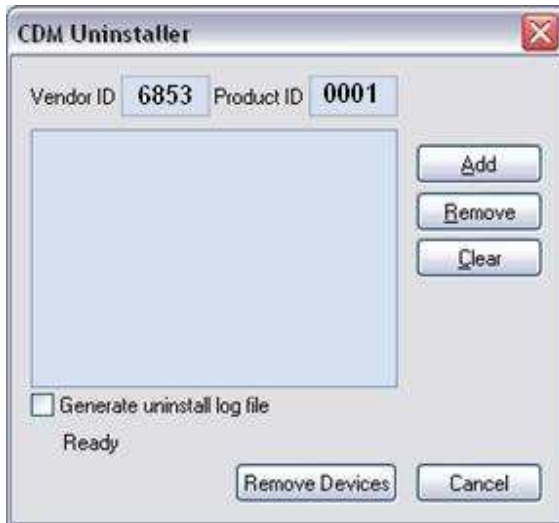 CDM Uninstaller
Vendor ID 6853 Product ID 0001
Add
Remove
Clear
Generate uninstall log file
Ready
Remove Devices Cancel